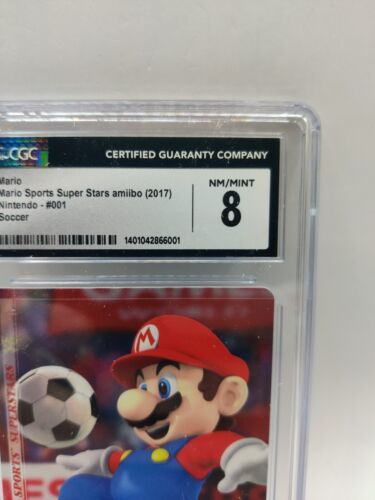 CGC
CERTIFIED GUARANTY COMPANY
Mario
Mario Sports Super Stars amiibo (2017)
Nintendo - #001
Soccer
NM/MINT
8
1401042866001
M
SPORTS SUPERSTARS